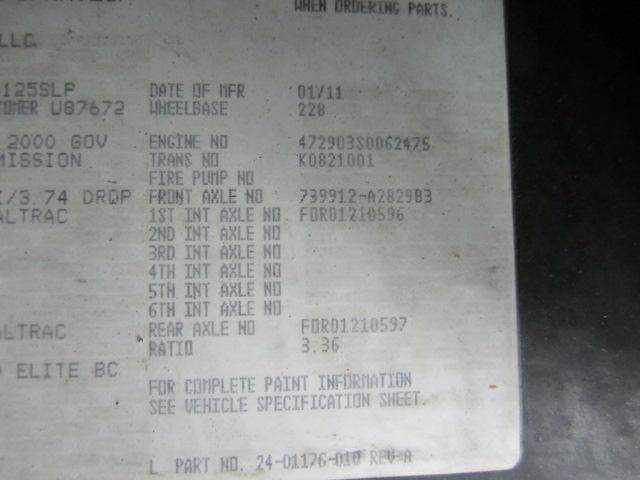 WHEN ORDERING PARTS.
LLC
125SLP DATE OF MFR 01/11
TOMER U87672 WHEELBASE 228
2000 GOV ENGINE NO 472903S0062475
MISSION TRANS NO K0821001
FIRE PUMP NO
/3.74 DROP FRONT AXLE NO 739912-A2829B3
ALTRAC 1ST INT AXLE NO. FOR01210596
2ND INT AXLE NO
3RD INT AXLE NO
4TH INT AXLE NO
5TH INT AXLE NO
6TH INT AXLE NO
ALTRAC REAR AXLE NO FOR01210597
RATIO 3.36
ELITE BC
FOR COMPLETE PAINT INFORMATION
SEE VEHICLE SPECIFICATION SHEET.
L PART NO. 24-01176-010 REV-A